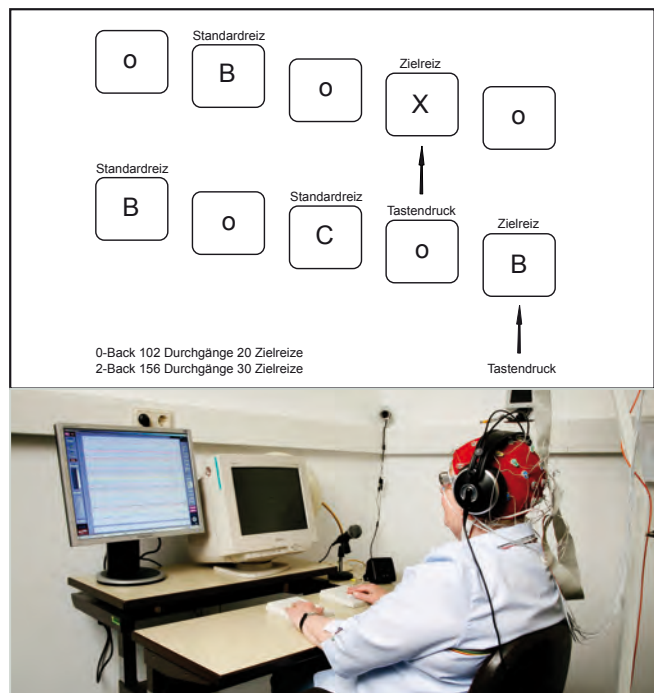 Standardreiz
Zielreiz
o B o X o
Standardreiz
Standardreiz
Tastendruck
Zielreiz
B o C o B
0-Back 102 Durchgänge 20 Zielreize
2-Back 156 Durchgänge 30 Zielreize
Tastendruck